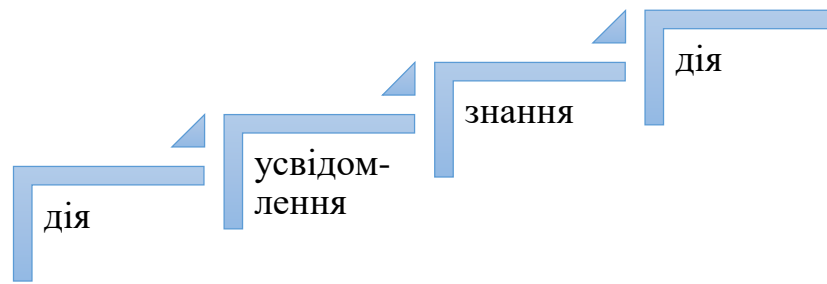 дія
усвідом-
лення
знання
дія